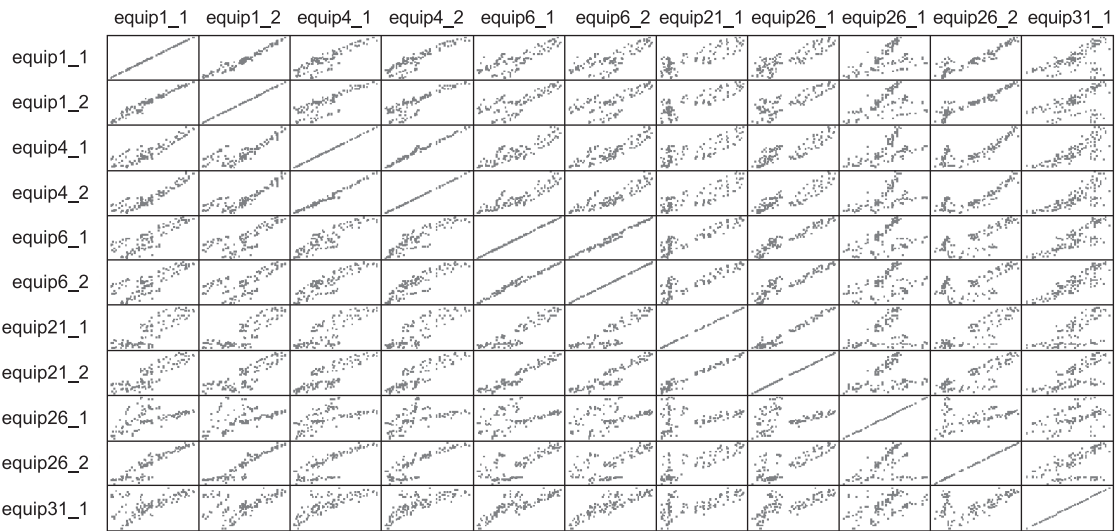 equip1_1 equip1_2 equip4_1 equip4_2 equip6_1 equip6_2 equip21_1 equip26_1 equip26_1 equip26_2 equip31_1
equip1_1
equip1_2
equip4_1
equip4_2
equip6_1
equip6_2
equip21_1
equip21_2
equip26_1
equip26_2
equip31_1